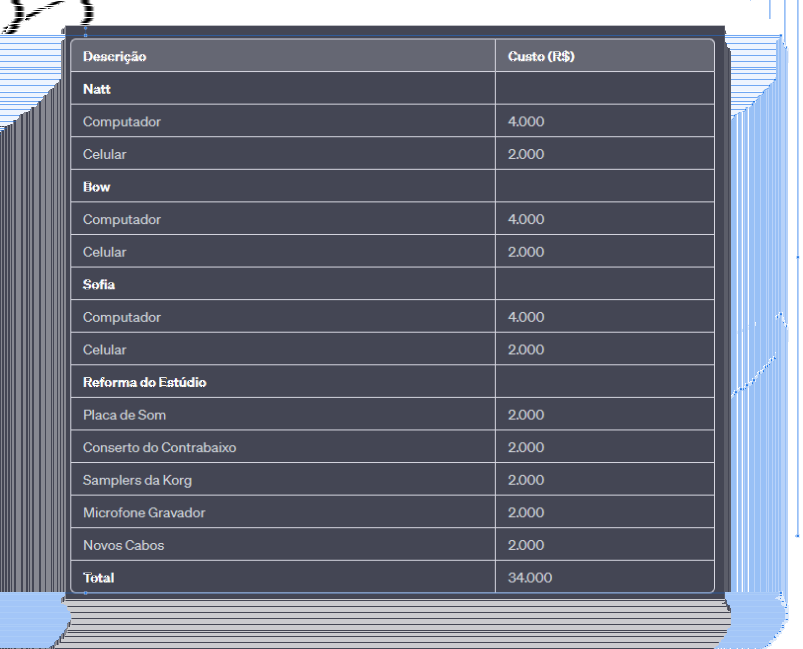 Descrição Custo (R$)
Natt
Computador 4.000
Celular 2.000
Bow
Computador 4.000
Celular 2.000
Sofia
Computador 4.000
Celular 2.000
Reforma do Estúdio
Placa de Som 2.000
Conserto do Contrabaixo 2.000
Samplers da Korg 2.000
Microfone Gravador 2.000
Novos Cabos 2.000
Total 34.000